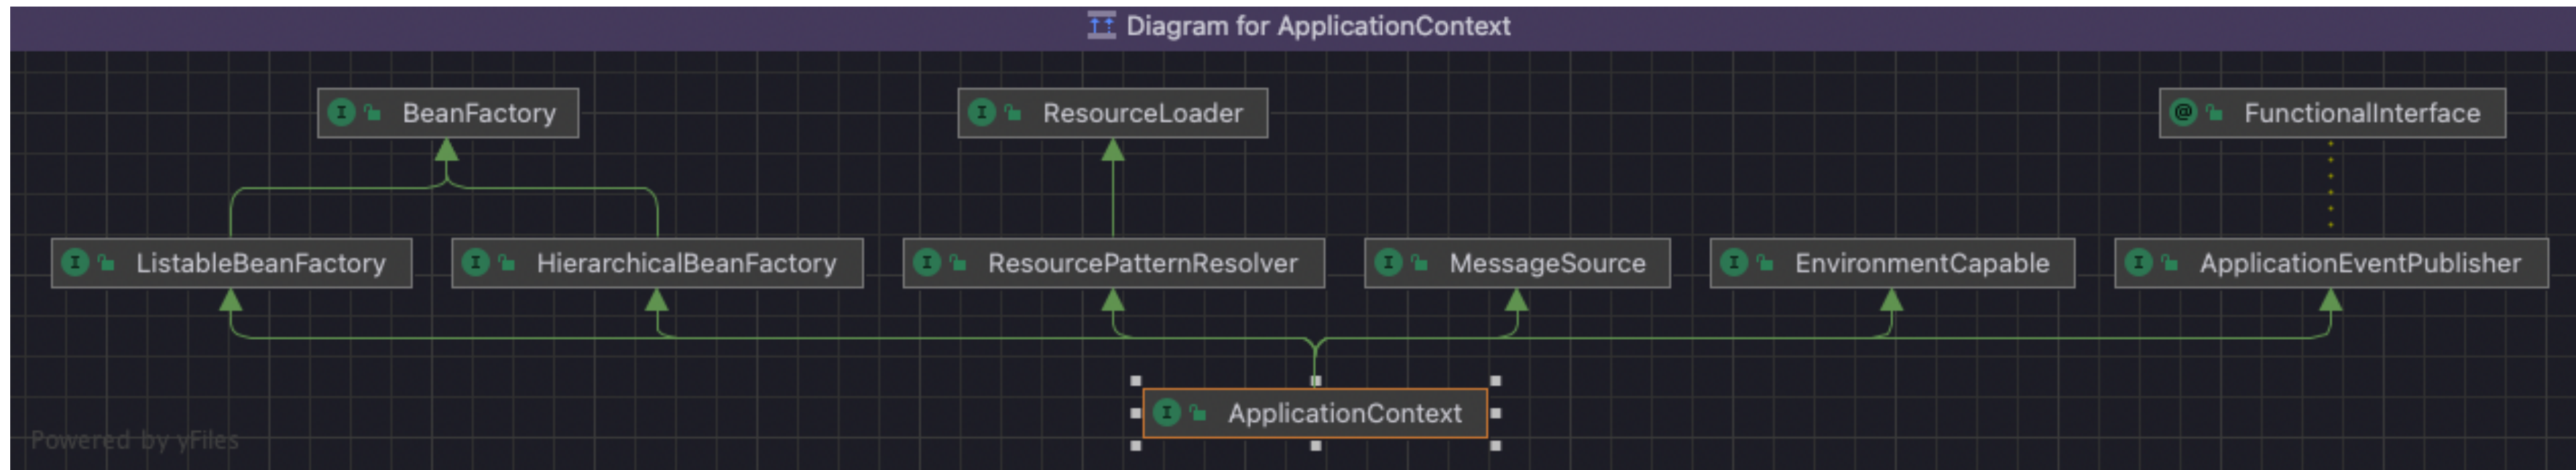 Diagram for ApplicationContext
BeanFactory
ResourceLoader
FunctionalInterface
ListableBeanFactory
HierarchicalBeanFactory
ResourcePatternResolver
MessageSource
EnvironmentCapable
ApplicationEventPublisher
ApplicationContext
Powered by yFiles